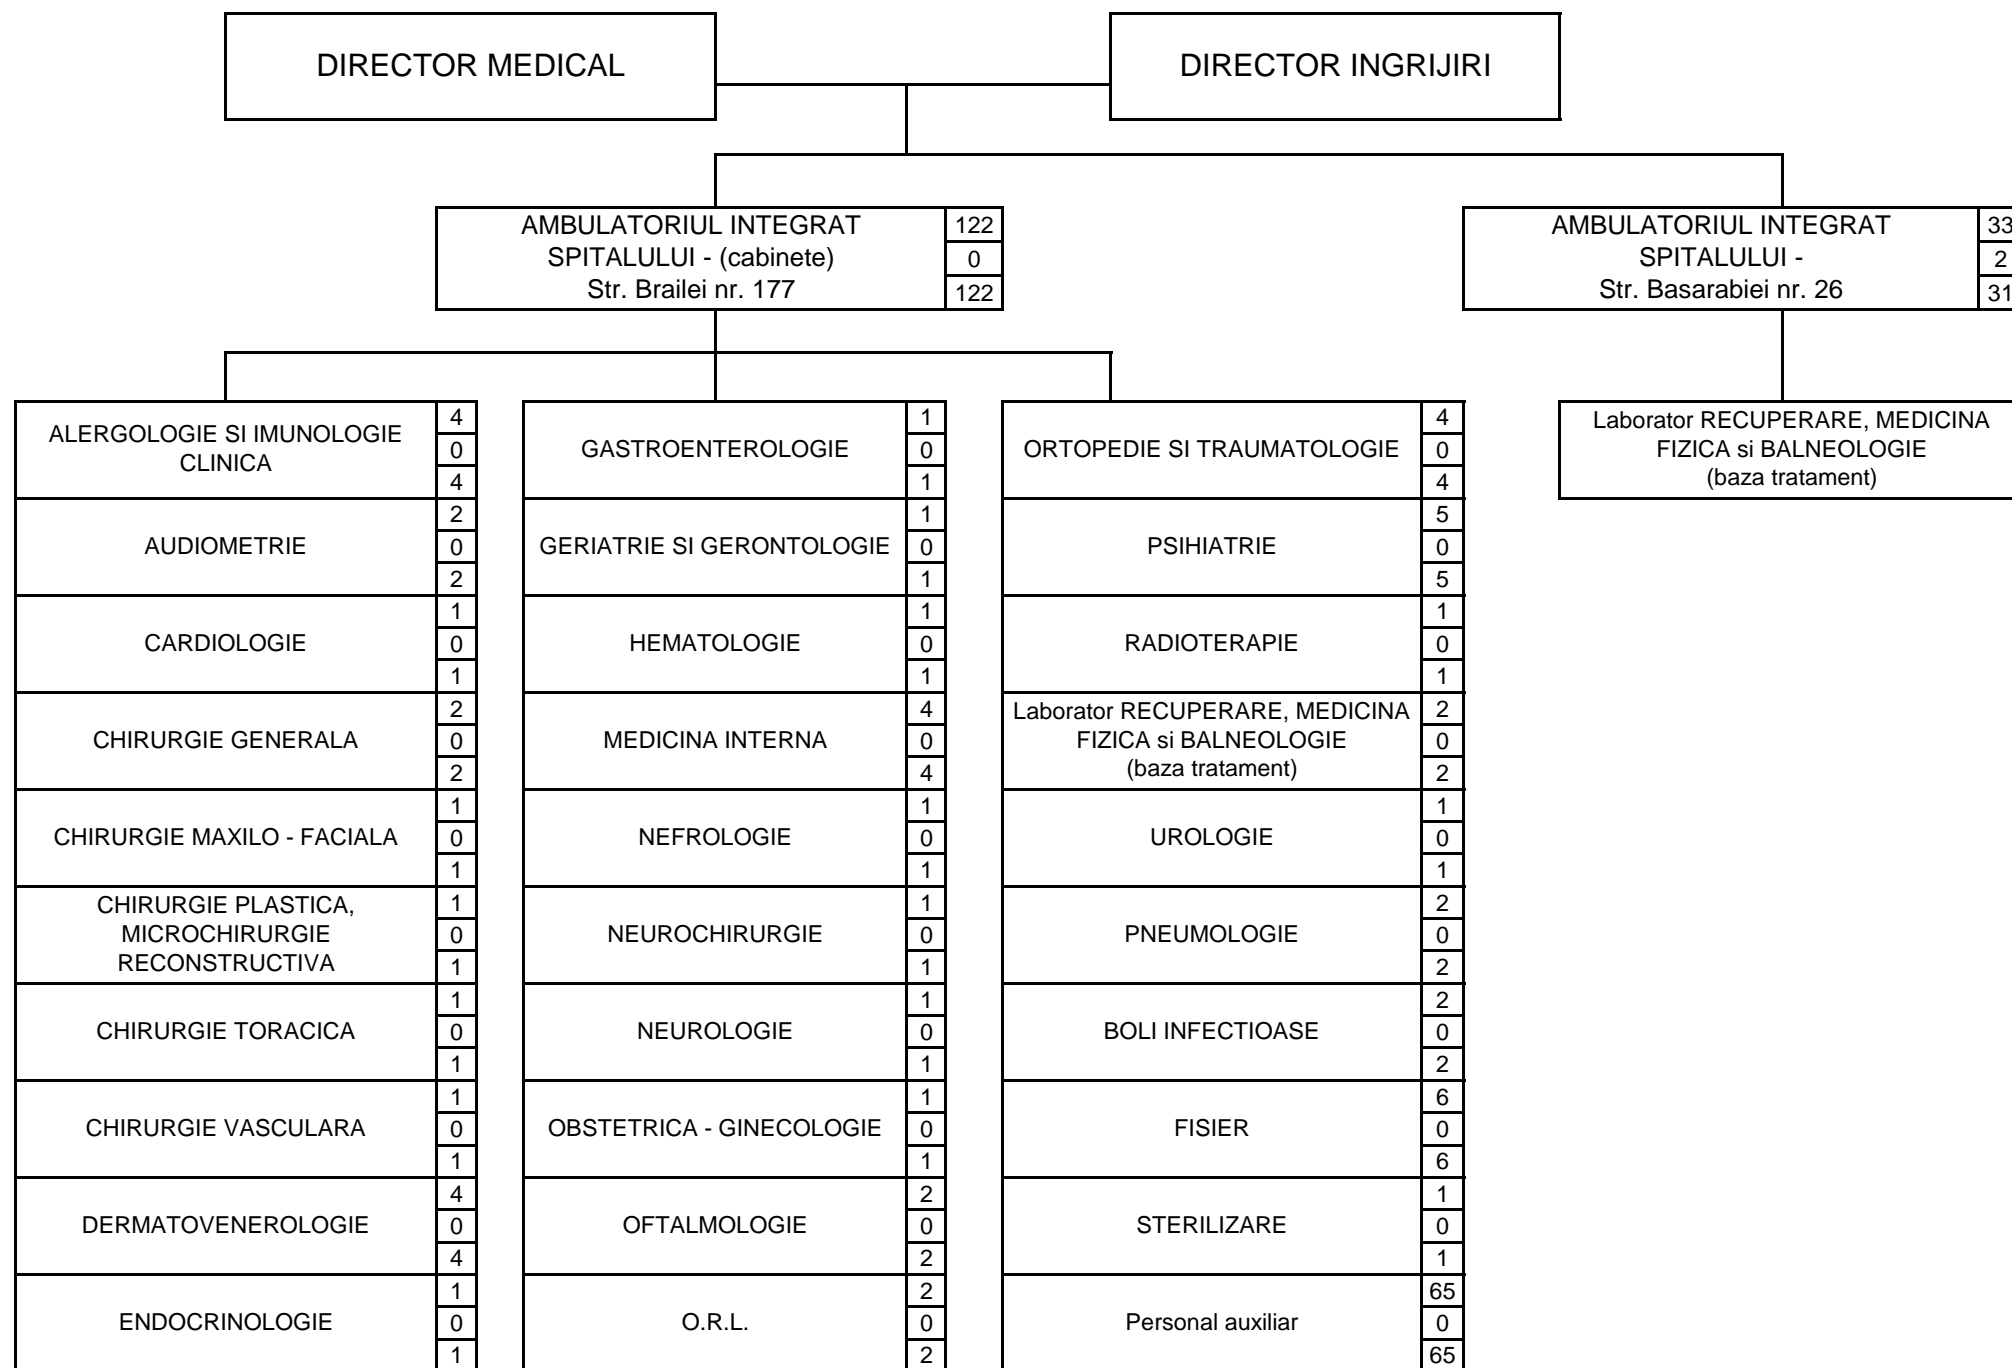 DIRECTOR MEDICAL
DIRECTOR INGRIJIRI
AMBULATORIUL INTEGRAT
SPITALULUI - (cabinete)
Str. Brailei nr. 177
122
0
122
AMBULATORIUL INTEGRAT
SPITALULUI -
Str. Basarabiei nr. 26
33
2
31
ALERGOLOGIE SI IMUNOLOGIE
CLINICA
4
0
4
AUDIOMETRIE
2
0
2
CARDIOLOGIE
1
0
1
CHIRURGIE GENERALA
2
0
2
CHIRURGIE MAXILO - FACIALA
1
0
1
CHIRURGIE PLASTICA,
MICROCHIRURGIE
RECONSTRUCTIVA
1
0
1
CHIRURGIE TORACICA
1
0
1
CHIRURGIE VASCULARA
1
0
1
DERMATOVENEROLOGIE
4
0
4
ENDOCRINOLOGIE
1
0
1
GASTROENTEROLOGIE
1
0
1
GERIATRIE SI GERONTOLOGIE
1
0
1
HEMATOLOGIE
1
0
1
MEDICINA INTERNA
4
0
4
NEFROLOGIE
1
0
1
NEUROCHIRURGIE
1
0
1
NEUROLOGIE
1
0
1
OBSTETRICA - GINECOLOGIE
1
0
1
OFTALMOLOGIE
2
0
2
O.R.L.
2
0
2
ORTOPEDIE SI TRAUMATOLOGIE
4
0
4
PSIHIATRIE
5
0
5
RADIOTERAPIE
1
0
1
Laborator RECUPERARE, MEDICINA
FIZICA si BALNEOLOGIE
(baza tratament)
2
0
2
UROLOGIE
1
0
1
PNEUMOLOGIE
2
0
2
BOLI INFECTIOASE
2
0
2
FISIER
6
0
6
STERILIZARE
1
0
1
Personal auxiliar
65
0
65
Laborator RECUPERARE, MEDICINA
FIZICA si BALNEOLOGIE
(baza tratament)